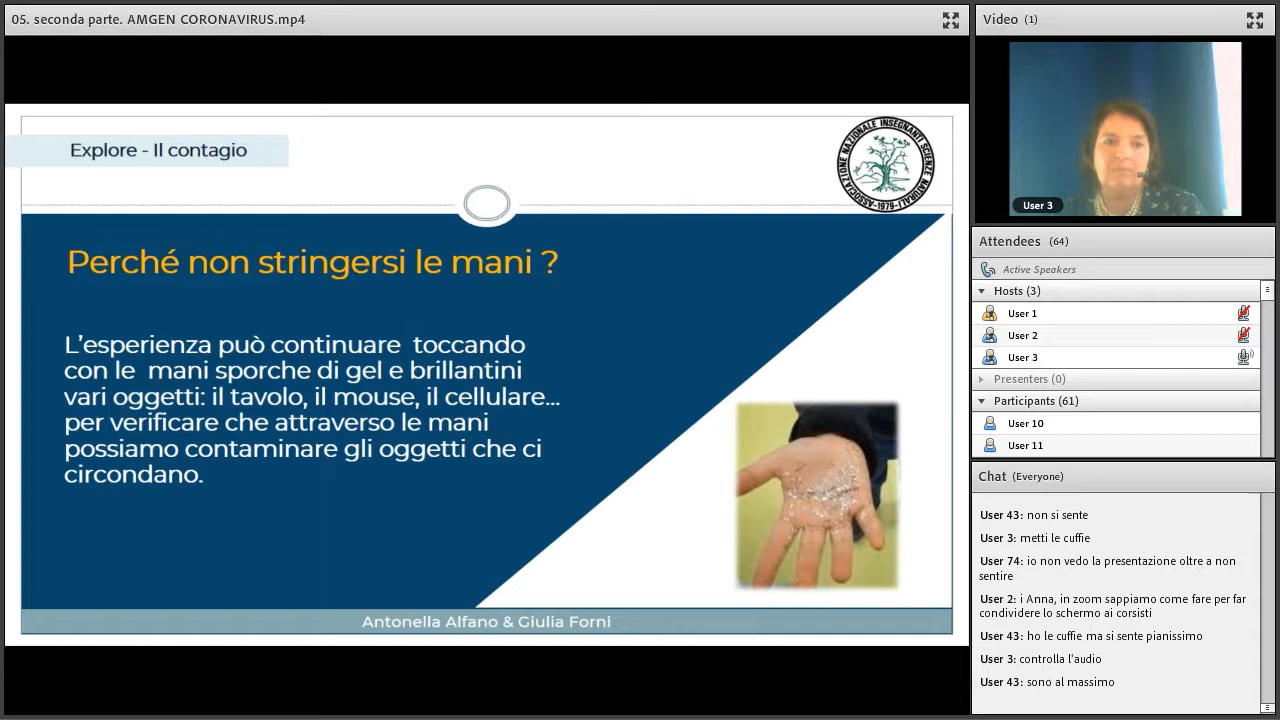 05. seconda parte. AMGEN CORONAVIRUS.mp4
Explore - Il contagio
ASSOCIAZIONE NAZIONALE INSEGNANTI SCIENZE NATURALI
-1979-
Perché non stringersi le mani ?
L'esperienza può continuare toccando
con le mani sporche di gel e brillantini
vari oggetti: il tavolo, il mouse, il cellulare...
per verificare che attraverso le mani
possiamo contaminare gli oggetti che ci
circondano.
Antonella Alfano & Giulia Forni
Video (1)
User 3
Attendees (64)
Active Speakers
Hosts (3)
User 1
User 2
User 3
Presenters (0)
Participants (61)
User 10
User 11
Chat (Everyone)
User 43: non si sente
User 3: metti le cuffie
User 74: io non vedo la presentazione oltre a non
sentire
User 2: i Anna, in zoom sappiamo come fare per far
condividere lo schermo ai corsisti
User 43: ho le cuffie ma si sente pianissimo
User 3: controlla l'audio
User 43: sono al massimo